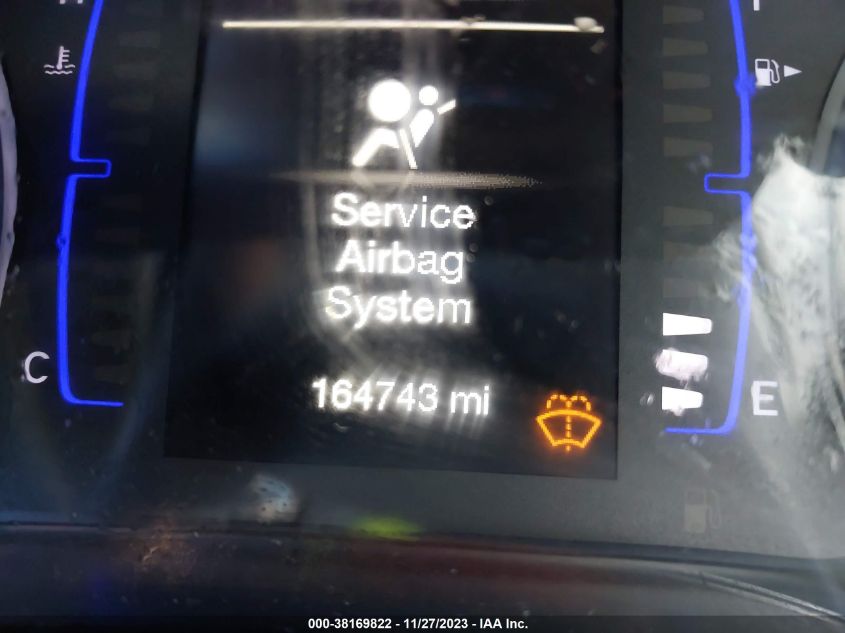 Service
Airbag
System
164743 mi
C
E
000-38169822 - 11/27/2023 - IAA Inc.